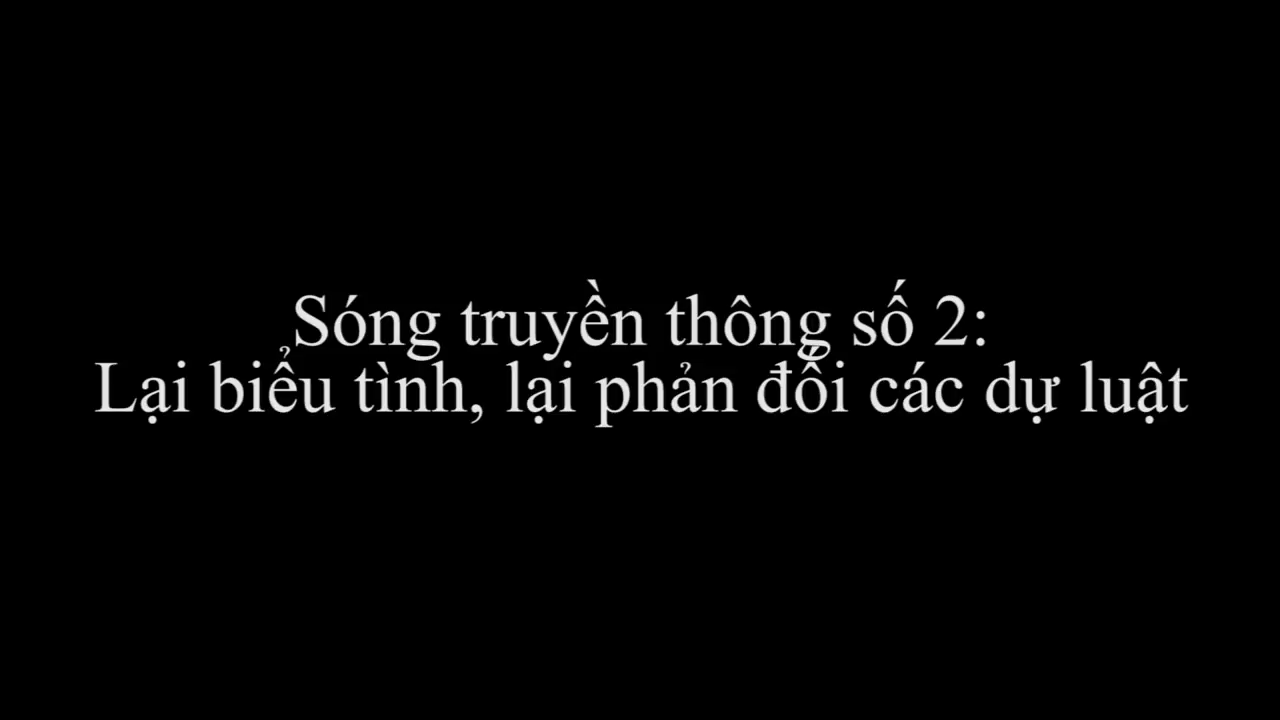 Sóng truyền thông số 2:
Lại biểu tình, lại phản đối các dự luật